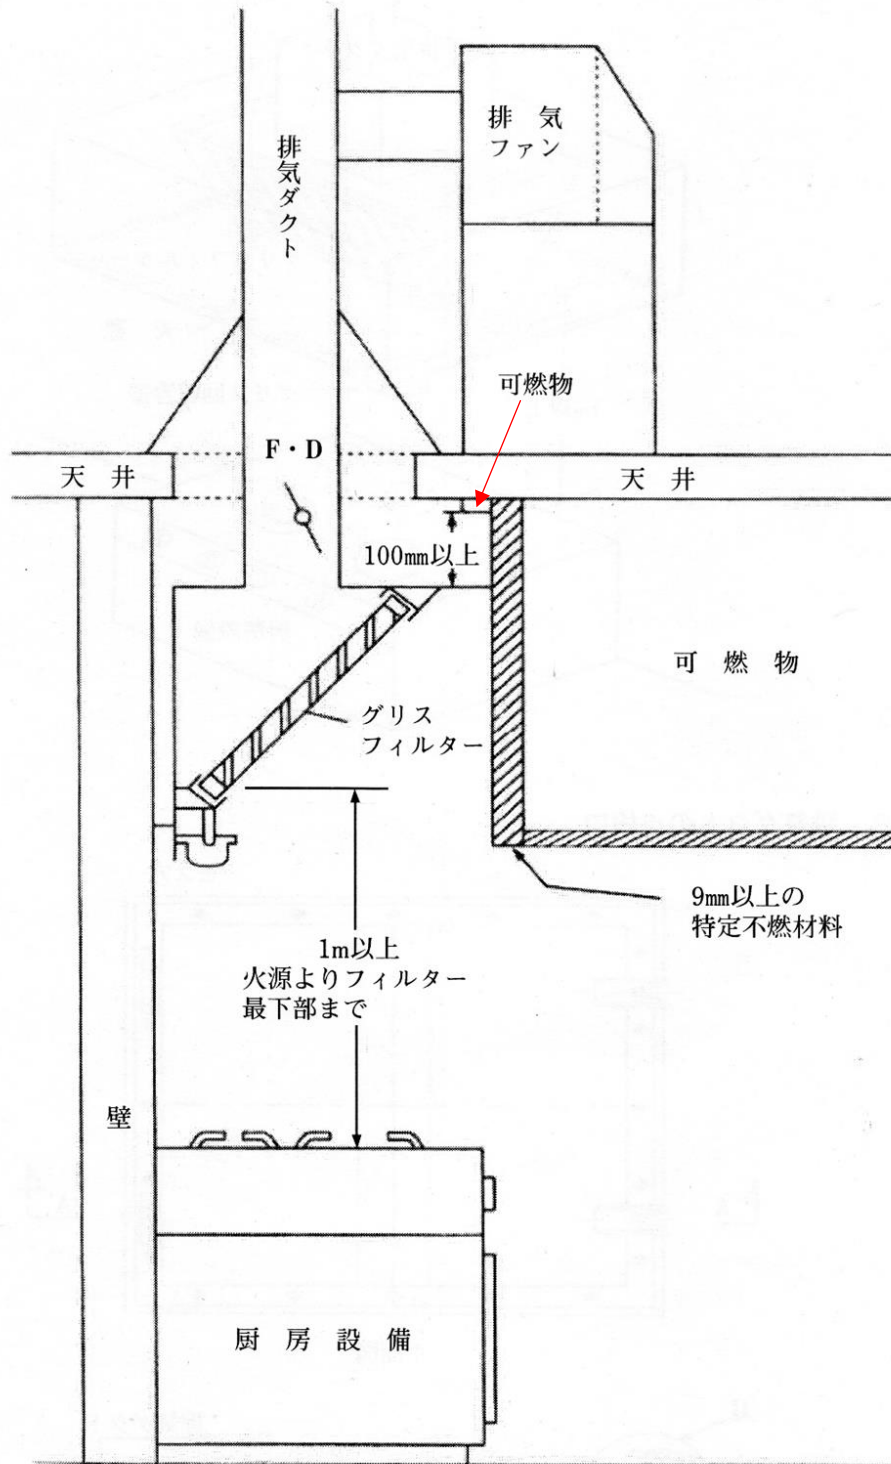 排気ダクト
排 気
ファン
可燃物
F・D
天 井
天 井
100mm以上
可 燃 物
グリス
フィルター
9mm以上の
特定不燃材料
1m以上
火源よりフィルター
最下部まで
壁
厨 房 設 備